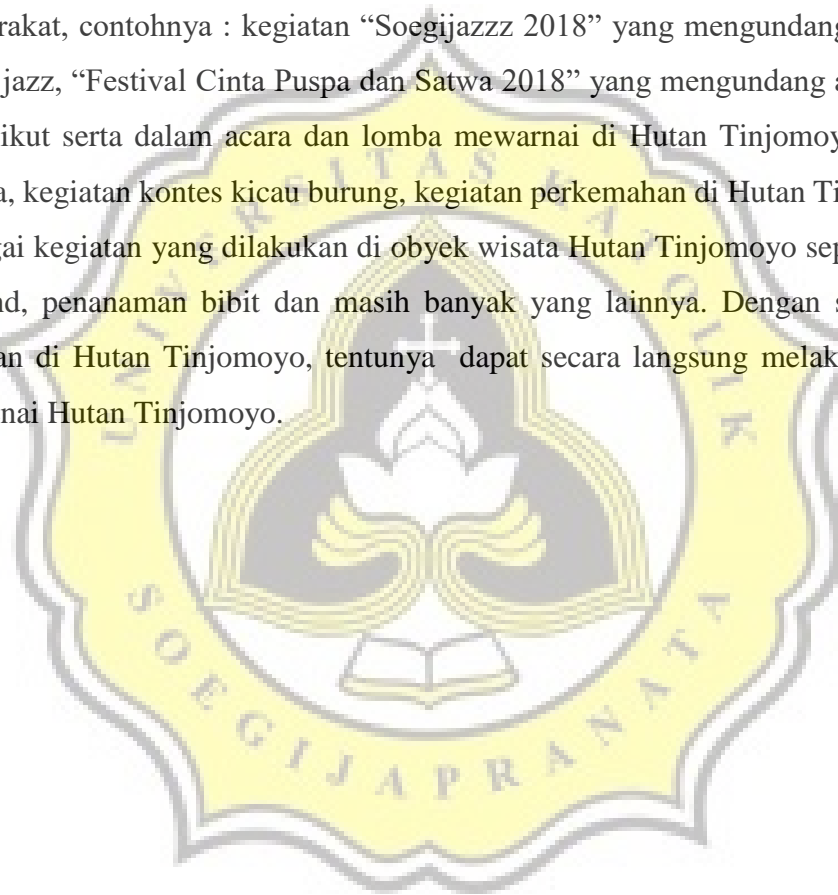 rakat, contohnya : kegiatan “Soegijazzz 2018” yang mengundang
jazz, “Festival Cinta Puspa dan Satwa 2018” yang mengundang a
ikut serta dalam acara dan lomba mewarnai di Hutan Tinjomoy
a, kegiatan kontes kicau burung, kegiatan perkemahan di Hutan Ti
gai kegiatan yang dilakukan di obyek wisata Hutan Tinjomoyo sep
nd, penanaman bibit dan masih banyak yang lainnya. Dengan s
an di Hutan Tinjomoyo, tentunya dapat secara langsung melak
nai Hutan Tinjomoyo.
UNIVERSITAS KATOLIK
SOEGIJAPRANATA